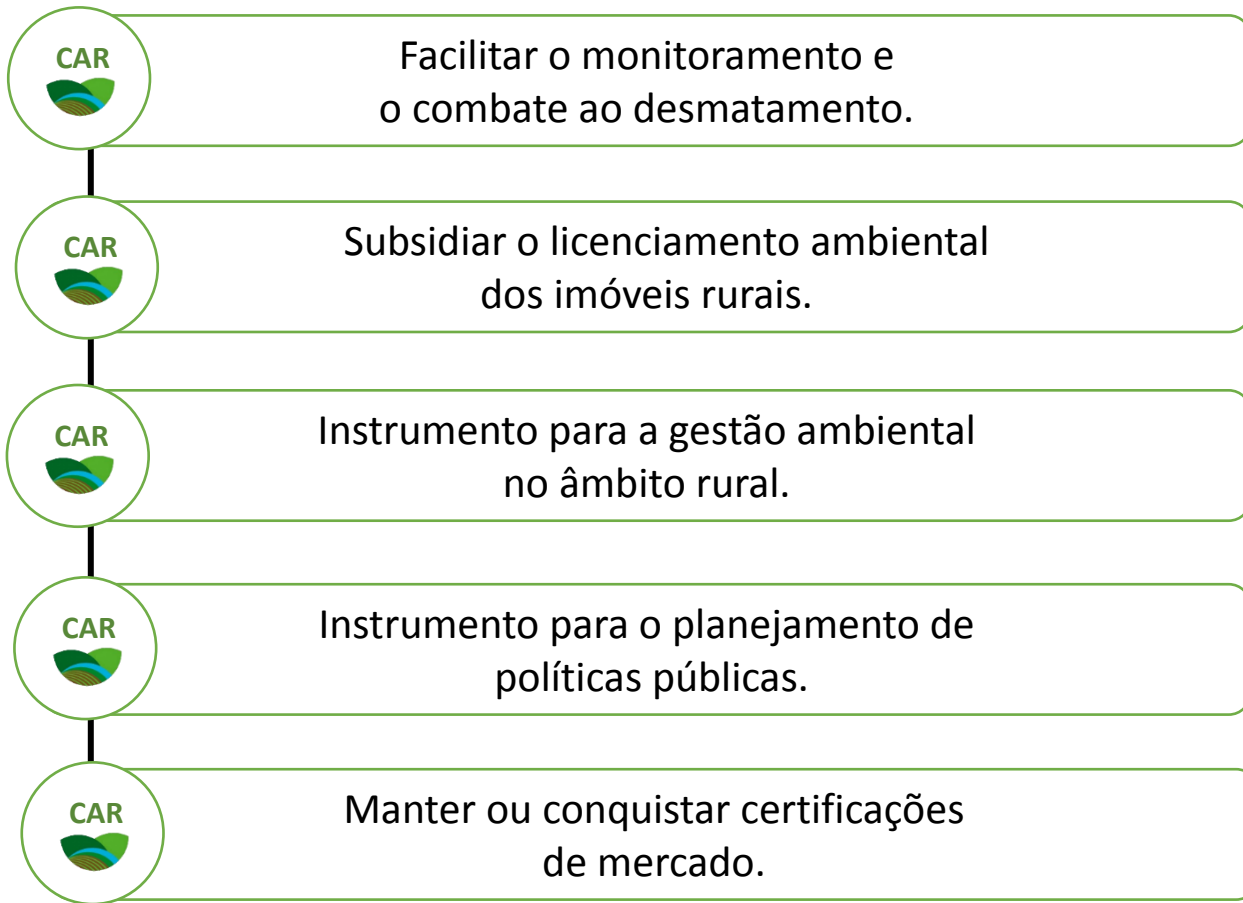 CAR
Facilitar o monitoramento e
o combate ao desmatamento.
CAR
Subsidiar o licenciamento ambiental
dos imóveis rurais.
CAR
Instrumento para a gestão ambiental
no âmbito rural.
CAR
Instrumento para o planejamento de
políticas públicas.
CAR
Manter ou conquistar certificações
de mercado.